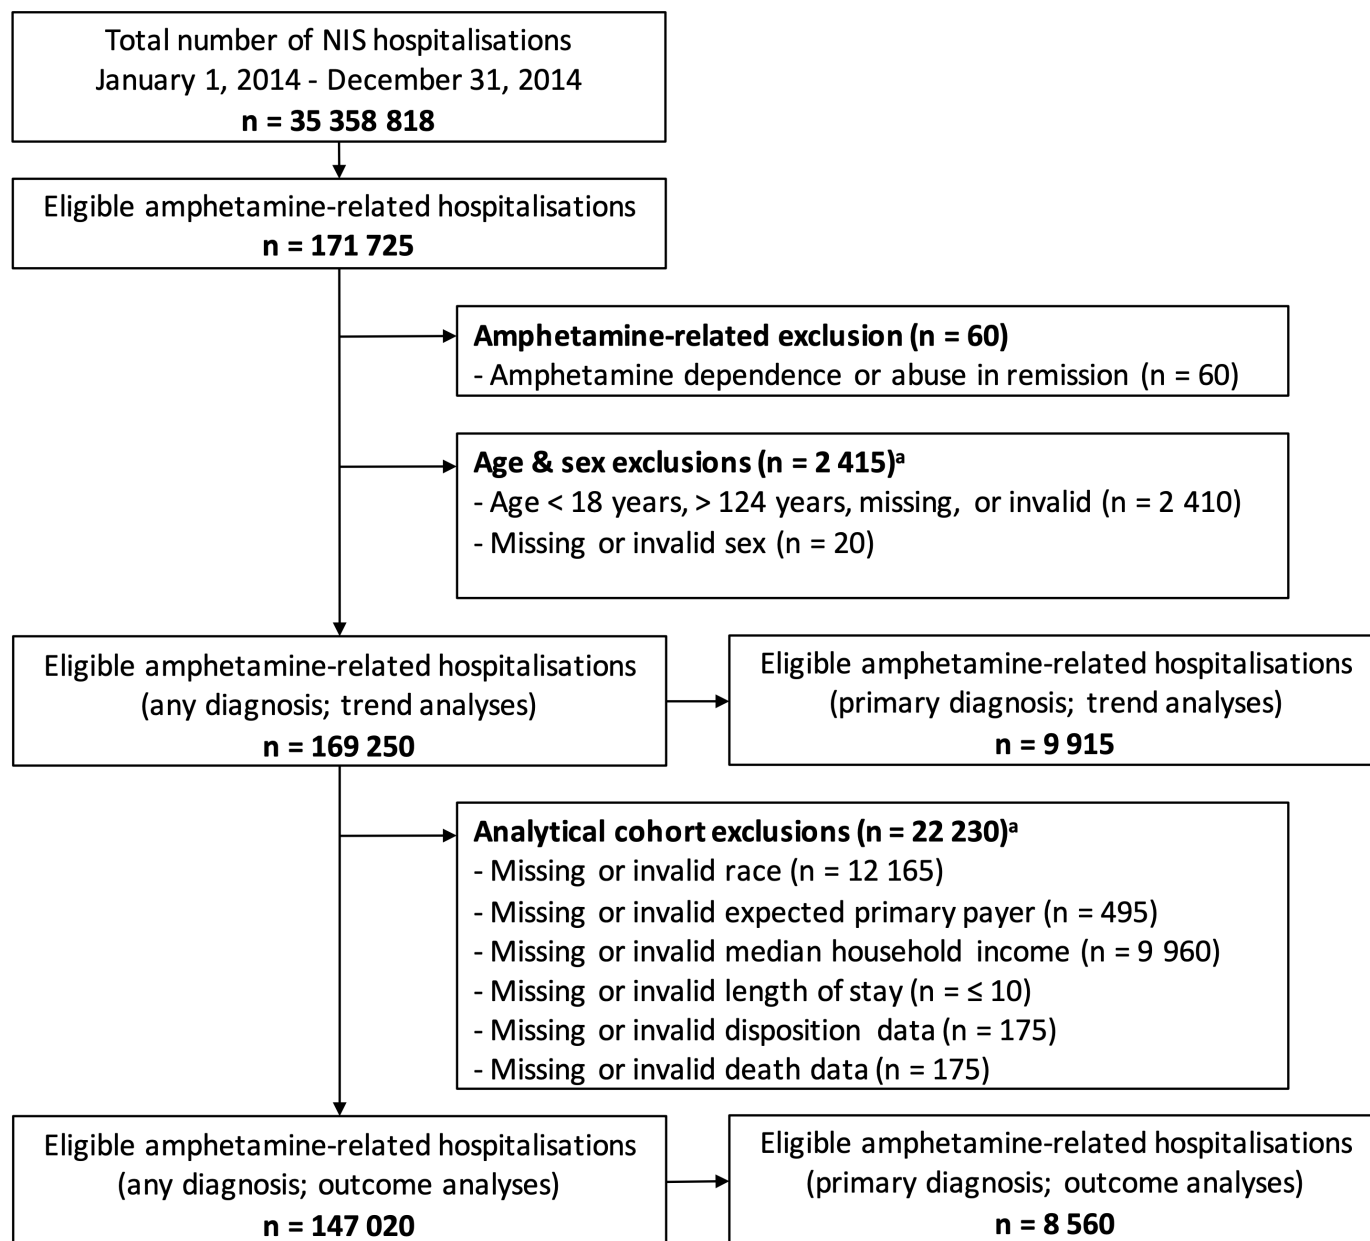 Total number of NIS hospitalisations
January 1, 2014 - December 31, 2014
n = 35 358 818
Eligible amphetamine-related hospitalisations
n = 171 725
Amphetamine-related exclusion (n = 60)
- Amphetamine dependence or abuse in remission (n = 60)
Age & sex exclusions (n = 2 415)ᵃ
- Age < 18 years, > 124 years, missing, or invalid (n = 2 410)
- Missing or invalid sex (n = 20)
Eligible amphetamine-related hospitalisations
(any diagnosis; trend analyses)
n = 169 250
Eligible amphetamine-related hospitalisations
(primary diagnosis; trend analyses)
n = 9 915
Analytical cohort exclusions (n = 22 230)ᵃ
- Missing or invalid race (n = 12 165)
- Missing or invalid expected primary payer (n = 495)
- Missing or invalid median household income (n = 9 960)
- Missing or invalid length of stay (n = ≤ 10)
- Missing or invalid disposition data (n = 175)
- Missing or invalid death data (n = 175)
Eligible amphetamine-related hospitalisations
(any diagnosis; outcome analyses)
n = 147 020
Eligible amphetamine-related hospitalisations
(primary diagnosis; outcome analyses)
n = 8 560